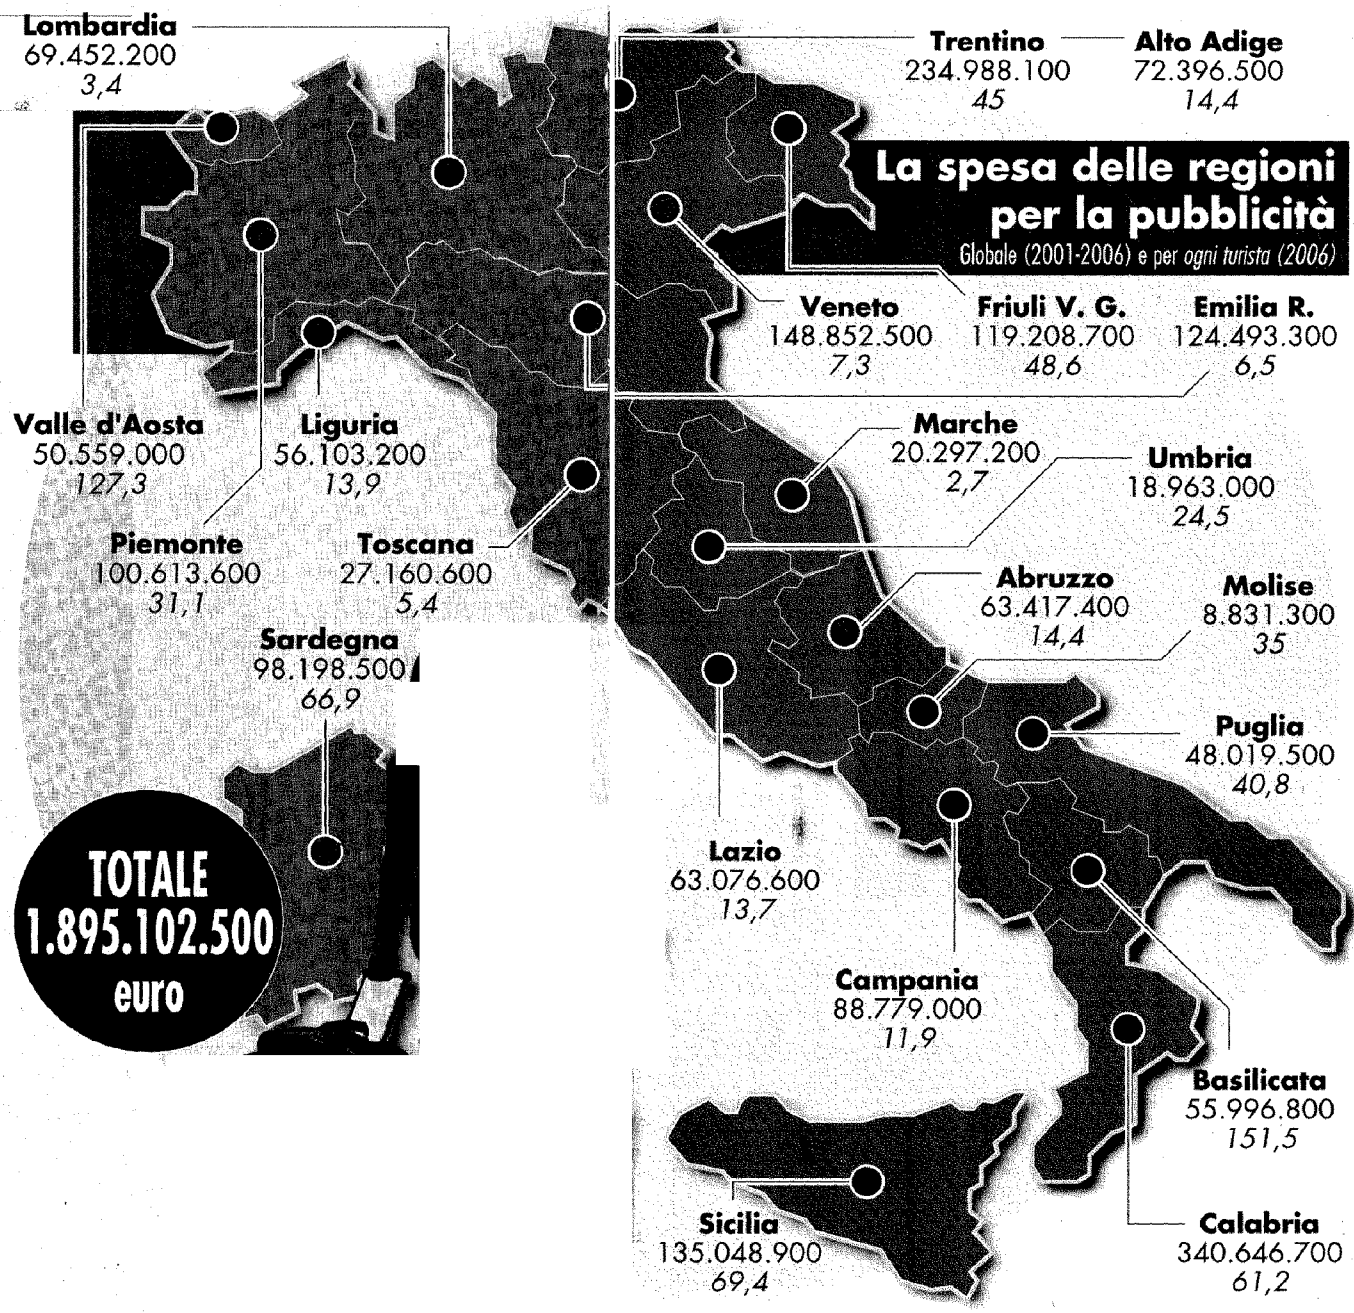 Lombardia
69.452.200
3,4
Trentino
234.988.100
45
Alto Adige
72.396.500
14,4
La spesa delle regioni
per la pubblicità
Globale (2001-2006) e per ogni turista (2006)
Veneto
148.852.500
7,3
Friuli V. G.
119.208.700
48,6
Emilia R.
124.493.300
6,5
Valle d'Aosta
50.559.000
127,3
Liguria
56.103.200
13,9
Marche
20.297.200
2,7
Umbria
18.963.000
24,5
Piemonte
100.613.600
31,1
Toscana
27.160.600
5,4
Abruzzo
63.417.400
14,4
Molise
8.831.300
35
Sardegna
98.198.500
66,9
Puglia
48.019.500
40,8
Lazio
63.076.600
13,7
TOTALE
1.895.102.500
euro
Campania
88.779.000
11,9
Basilicata
55.996.800
151,5
Sicilia
135.048.900
69,4
Calabria
340.646.700
61,2